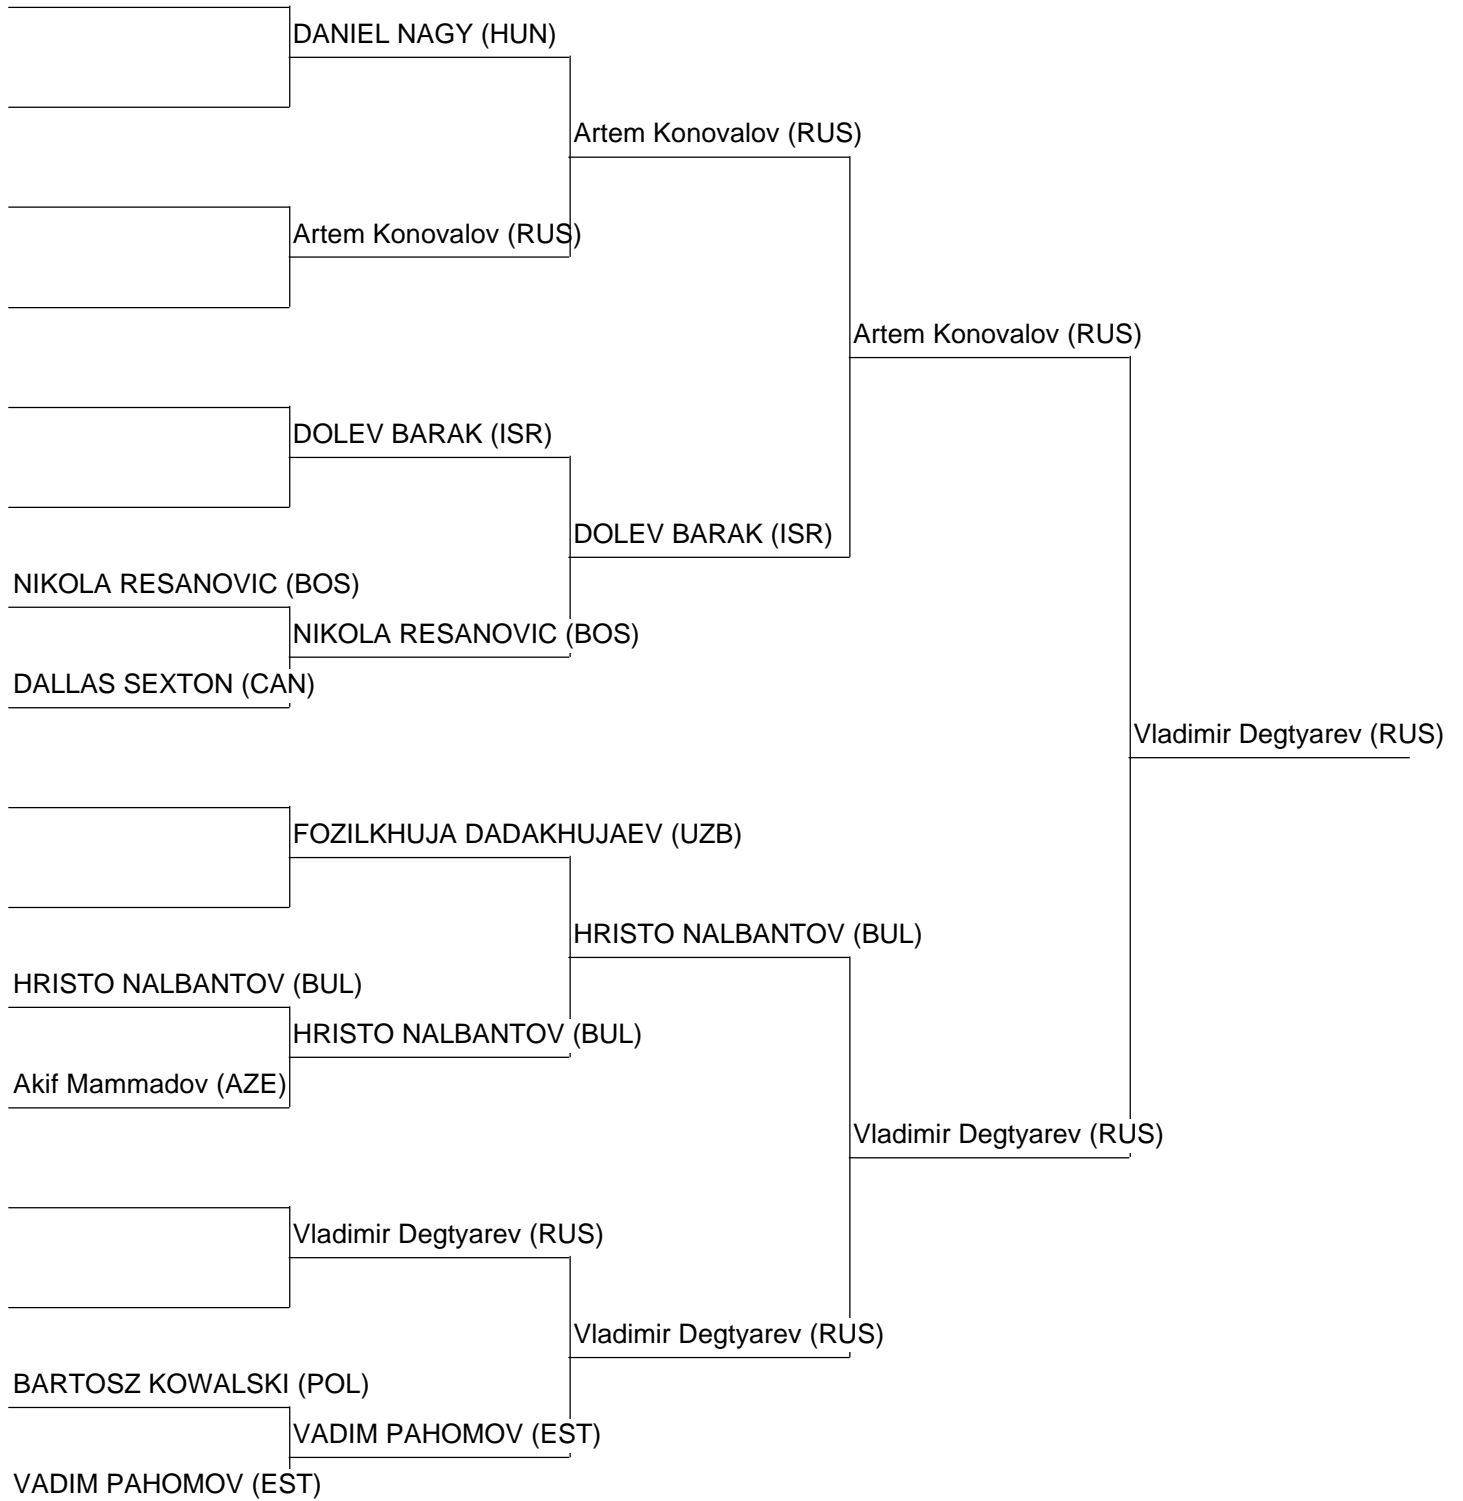 DANIEL NAGY (HUN)
Artem Konovalov (RUS)
Artem Konovalov (RUS)
Artem Konovalov (RUS)
DOLEV BARAK (ISR)
DOLEV BARAK (ISR)
NIKOLA RESANOVIC (BOS)
NIKOLA RESANOVIC (BOS)
DALLAS SEXTON (CAN)
Vladimir Degtyarev (RUS)
FOZILKHUJA DADAKHUJAEV (UZB)
HRISTO NALBANTOV (BUL)
HRISTO NALBANTOV (BUL)
HRISTO NALBANTOV (BUL)
Akif Mammadov (AZE)
Vladimir Degtyarev (RUS)
Vladimir Degtyarev (RUS)
Vladimir Degtyarev (RUS)
BARTOSZ KOWALSKI (POL)
VADIM PAHOMOV (EST)
VADIM PAHOMOV (EST)